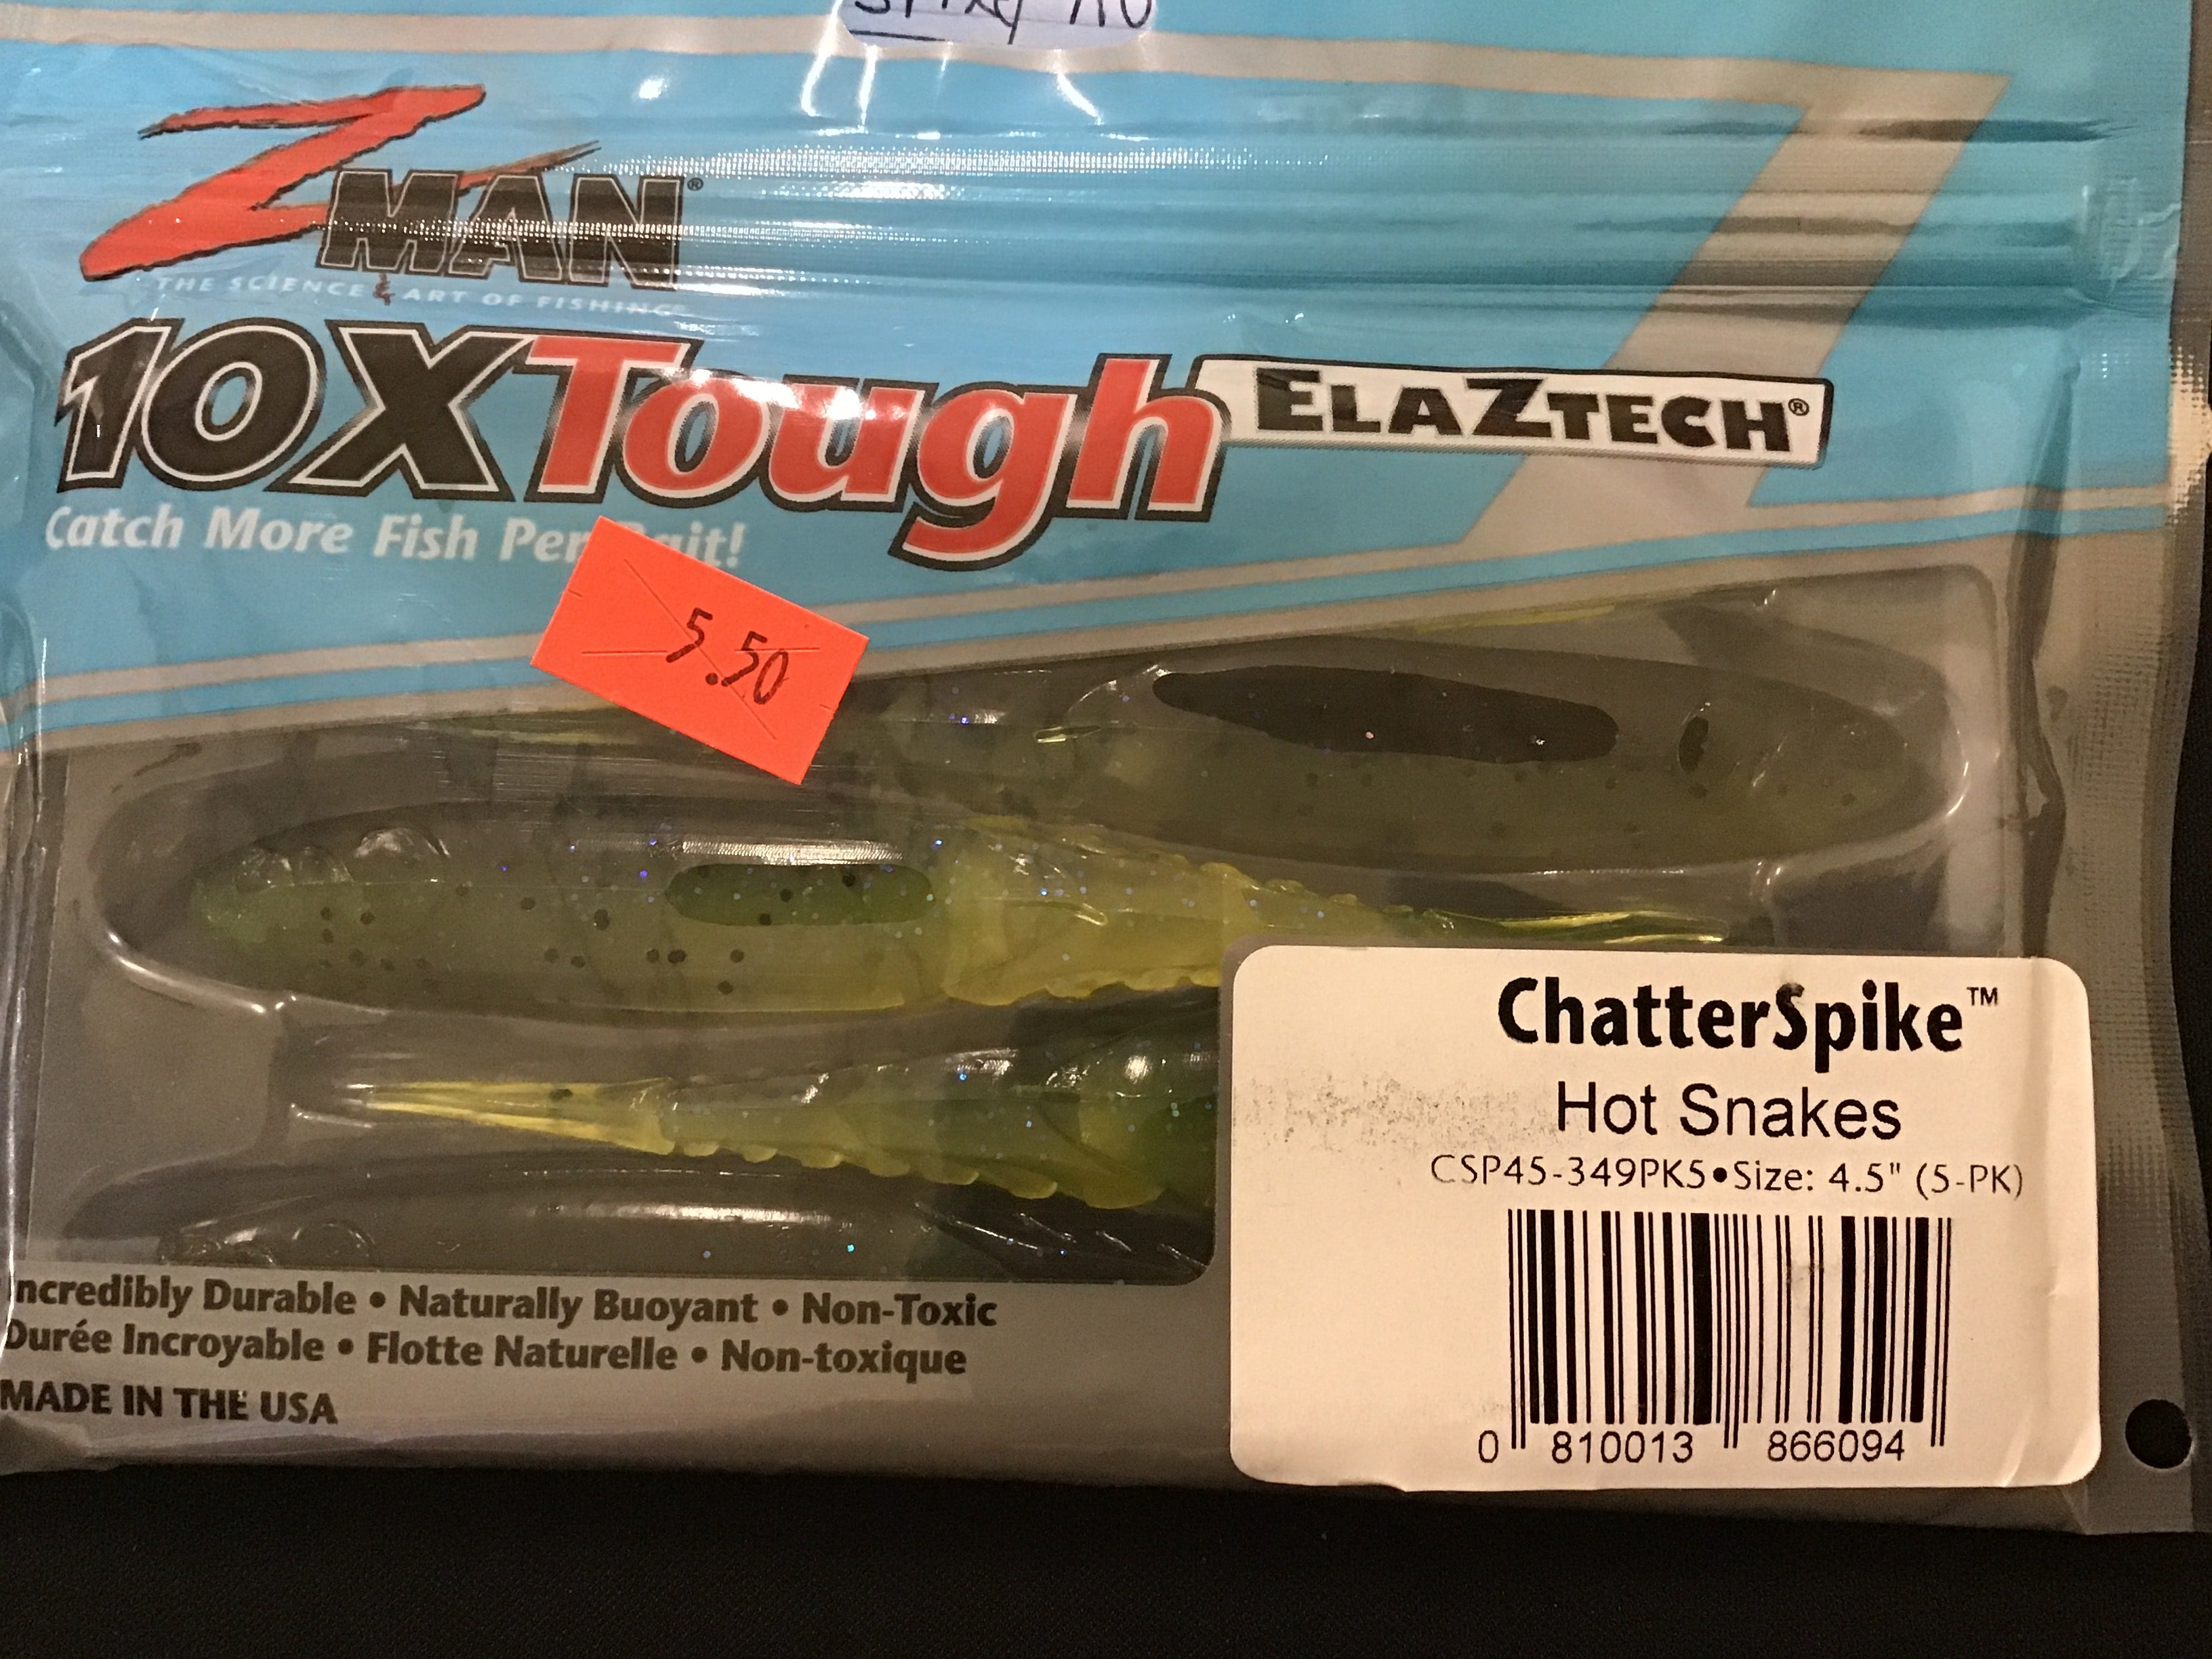 ZMAN®
THE SCIENCE & ART OF FISHING
10X Tough ELAZTECH®
Catch More Fish Per Bait!
5.50
ChatterSpike™
Hot Snakes
CSP45-349PK5•Size: 4.5" (5-PK)
0 810013 866094
ncredibly Durable • Naturally Buoyant • Non-Toxic
Durée Incroyable • Flotte Naturelle • Non-toxique
MADE IN THE USA